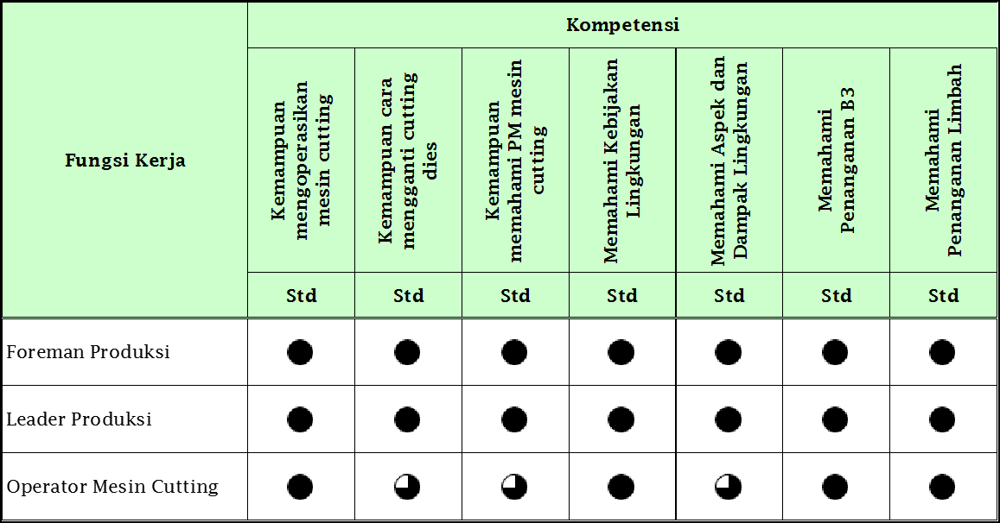 Kompetensi
Fungsi Kerja
Kemampuan
mengoperasikan
mesin cutting
Kemampuan cara
mengganti cutting
dies
Kemampuan
memahami PM mesin
cutting
Memahami Kebijakan
Lingkungan
Memahami Aspek dan
Dampak Lingkungan
Memahami
Penanganan B3
Memahami
Penanganan Limbah
Std Std Std Std Std Std Std
Foreman Produksi
Leader Produksi
Operator Mesin Cutting